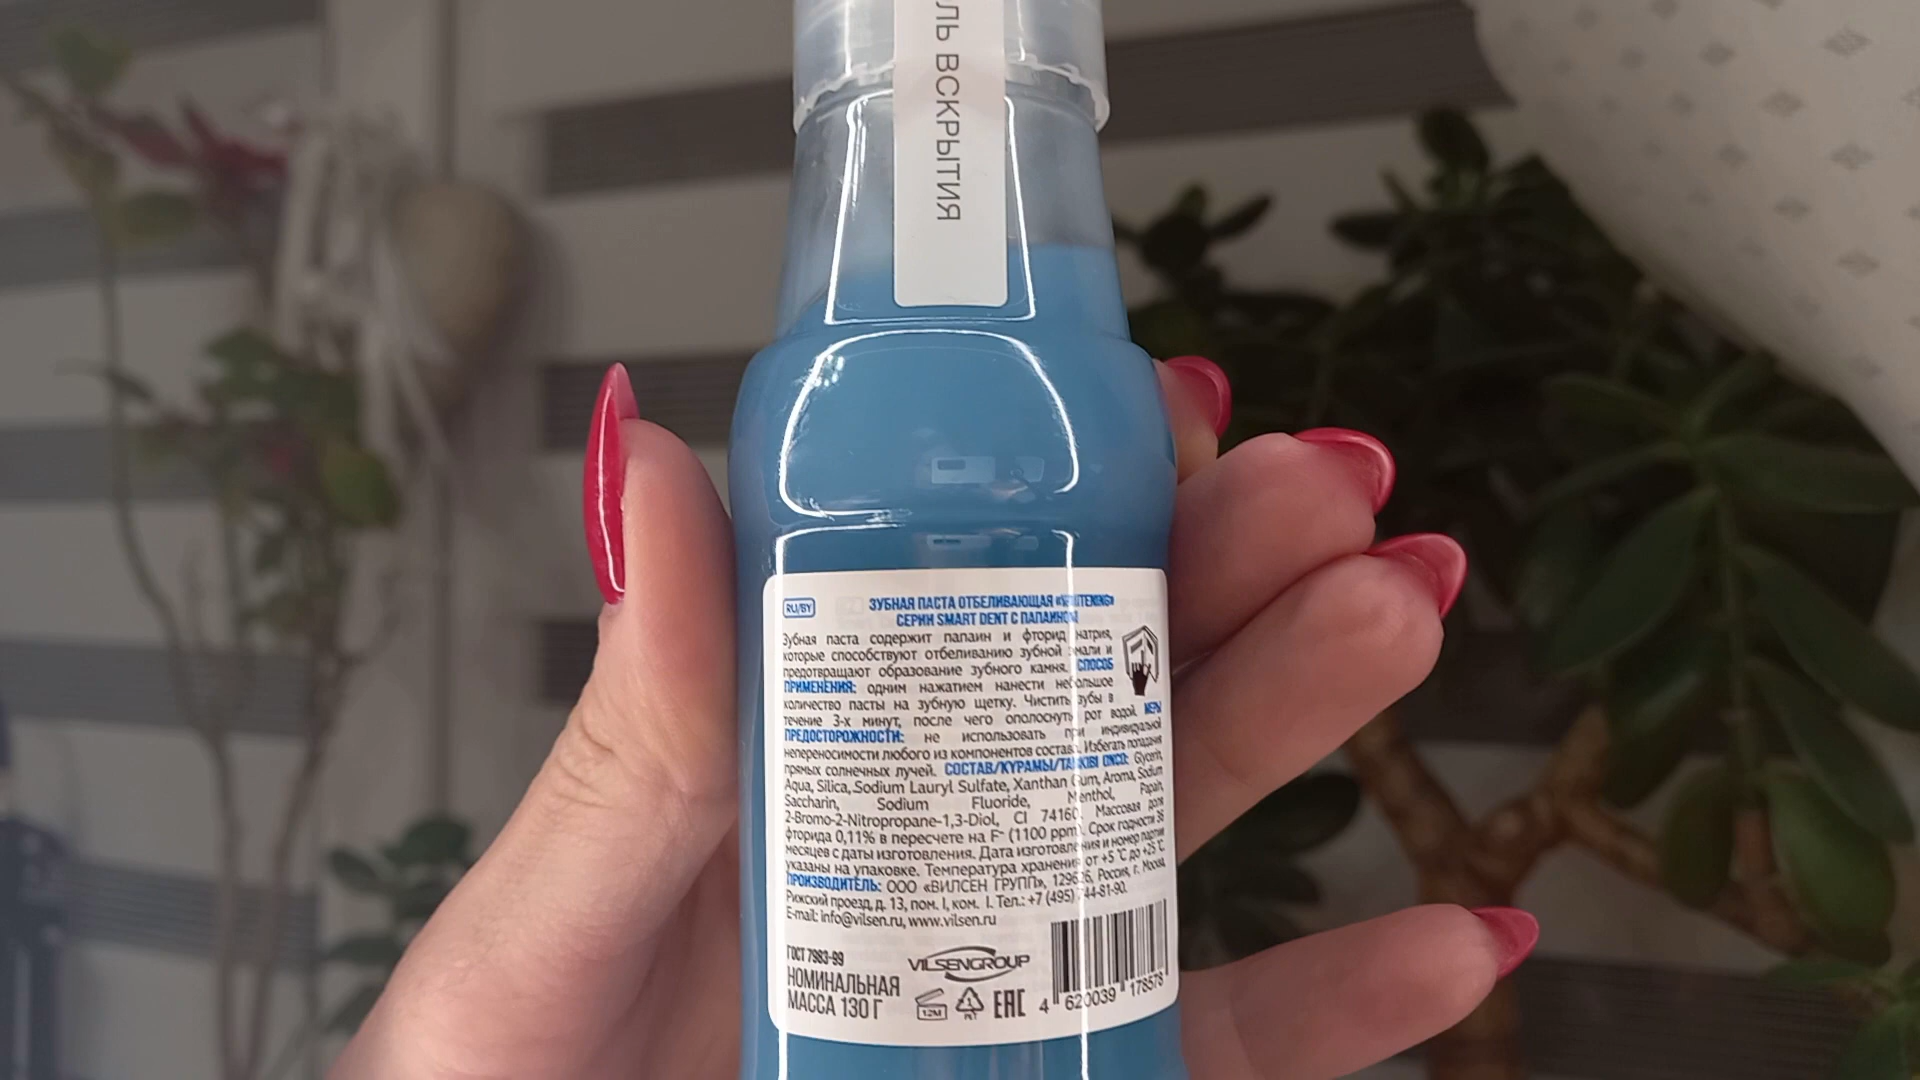 ЛЬ ВСКРЫТИЯ
RU/BY
ЗУБНАЯ ПАСТА ОТБЕЛИВАЮЩАЯ «WHITENING»
СЕРИИ SMART DENT С ПАПАИНОМ
Зубная паста содержит папаин и фторид натрия,
которые способствуют отбеливанию зубной эмали и
предотвращают образование зубного камня. СПОСОБ
ПРИМЕНЕНИЯ: одним нажатием нанести небольшое
количество пасты на зубную щетку. Чистить зубы в
течение 3-х минут, после чего ополоснуть рот водой. МЕРЫ
ПРЕДОСТОРОЖНОСТИ: не использовать при индивидуальной
непереносимости любого из компонентов состава. Избегать попадания
прямых солнечных лучей. СОСТАВ/КУРАМЫ/ Glycerin,
Aqua, Silica, Sodium Lauryl Sulfate, Xanthan Gum, Aroma, Sodium
Saccharin, Sodium Fluoride, Menthol, Papain,
2-Bromo-2-Nitropropane-1,3-Diol, CI 74160. Массовая доля
фторида 0,11% в пересчете на F⁻ (1100 ppm). Срок годности 36
месяцев с даты изготовления. Дата изготовления и номер партии
указаны на упаковке. Температура хранения от +5 °С до +25 °С.
ПРОИЗВОДИТЕЛЬ: ООО «ВИЛСЕН ГРУПП», 129626, Россия, г. Москва,
Рижский проезд, д. 13, пом. I, ком. I. Тел.: +7 (495) 744-81-90.
E-mail: info@vilsen.ru, www.vilsen.ru
ГОСТ 7983-99
НОМИНАЛЬНАЯ
МАССА 130 Г
VILSENGROUP
12M
1
PET
EAC
4 620039 178578